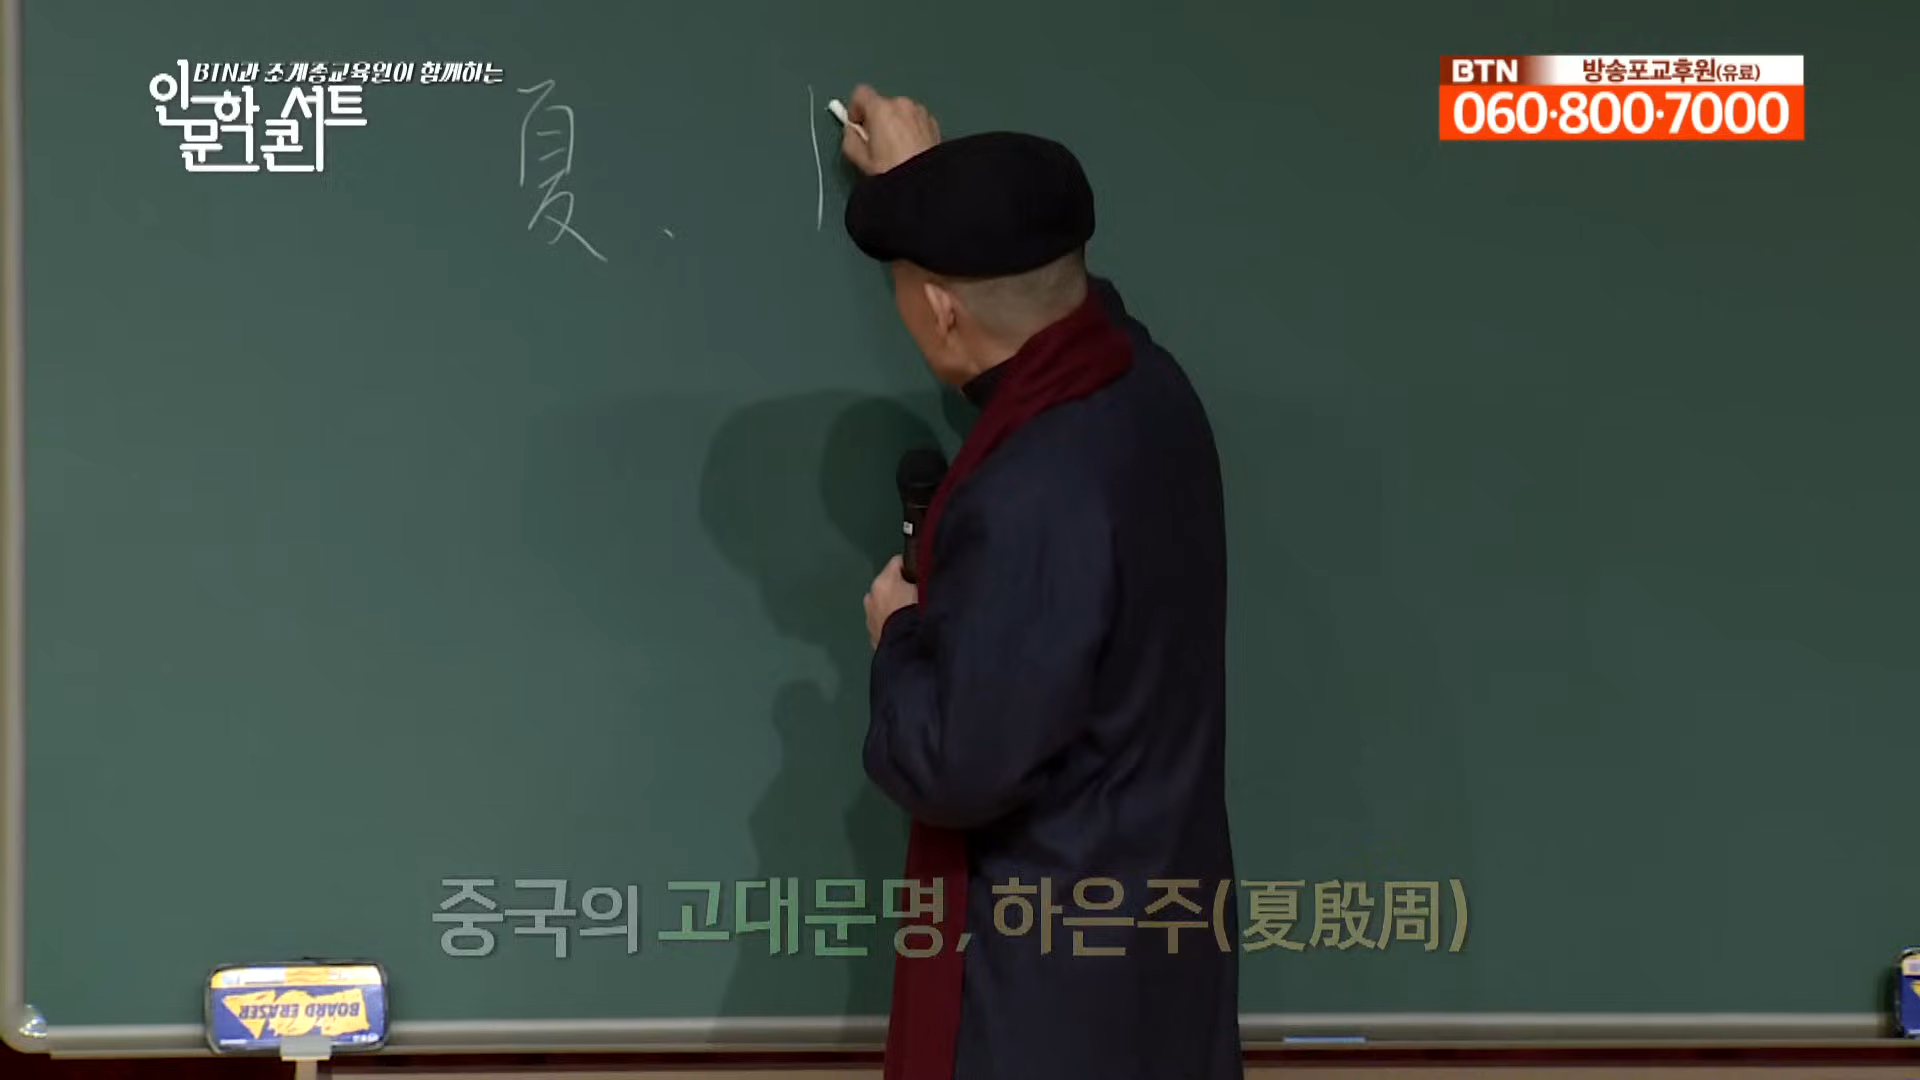 BTN과 조계종교육원이 함께하는
인문학 콘서트
BTN 방송포교후원(유료)
060·800·7000
夏、
중국의 고대문명, 하은주(夏殷周)
BOARD ERASER